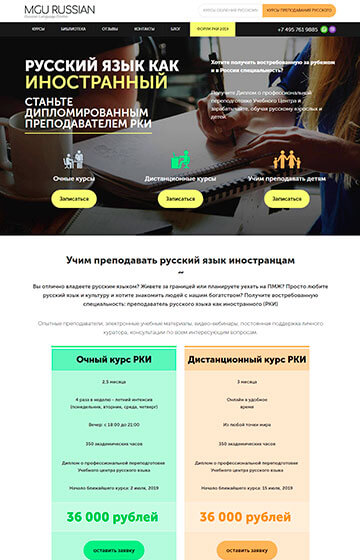 MGU RUSSIAN
Russian Language Center
КУРСЫ ОБУЧЕНИЯ РУССКОМУ
КУРСЫ ПРЕПОДАВАНИЯ РУССКОГО
КУРСЫ БИБЛИОТЕКА ОТЗЫВЫ КОНТАКТЫ БЛОГ ФОРУМ РКИ 2019 +7 495 761 9885
РУССКИЙ ЯЗЫК КАК
ИНОСТРАННЫЙ
СТАНЬТЕ
ДИПЛОМИРОВАННЫМ
ПРЕПОДАВАТЕЛЕМ РКИ
Хотите получить востребованную за рубежом
и в России специальность?
Получите Диплом о профессиональной
переподготовке Учебного Центра и
зарабатывайте, обучая русскому взрослых и
детей.
Очные курсы
Дистанционные курсы
Учим преподавать детям
Записаться
Записаться
Записаться
Учим преподавать русский язык иностранцам
~
Вы отлично владеете русским языком? Живете за границей или планируете уехать на ПМЖ? Просто любите
русский язык и культуру и хотите знакомить людей с нашим богатством? Получите востребованную
специальность: преподаватель русского языка как иностранного (РКИ)
Опытные преподаватели, электронные учебные материалы, видео-вебинары, постоянная поддержка личного
куратора, консультации по всем интересующим вопросам.
Очный курс РКИ
2,5 месяца
4 раза в неделю - летний интенсив
(понедельник, вторник, среда, четверг)
Вечер: с 18:00 до 21:00
350 академических часов
Диплом о профессиональной переподготовке
Учебного центра русского языка
Начало ближайшего курса: 2 июля, 2019
36 000 рублей
оставить заявку
Дистанционный курс РКИ
3 месяца
Онлайн в удобное
время
Из любой точки мира
350 академических часов
Диплом о профессиональной переподготовке
Учебного центра русского языка
Начало ближайшего курса: 15 июля, 2019
36 000 рублей
оставить заявку